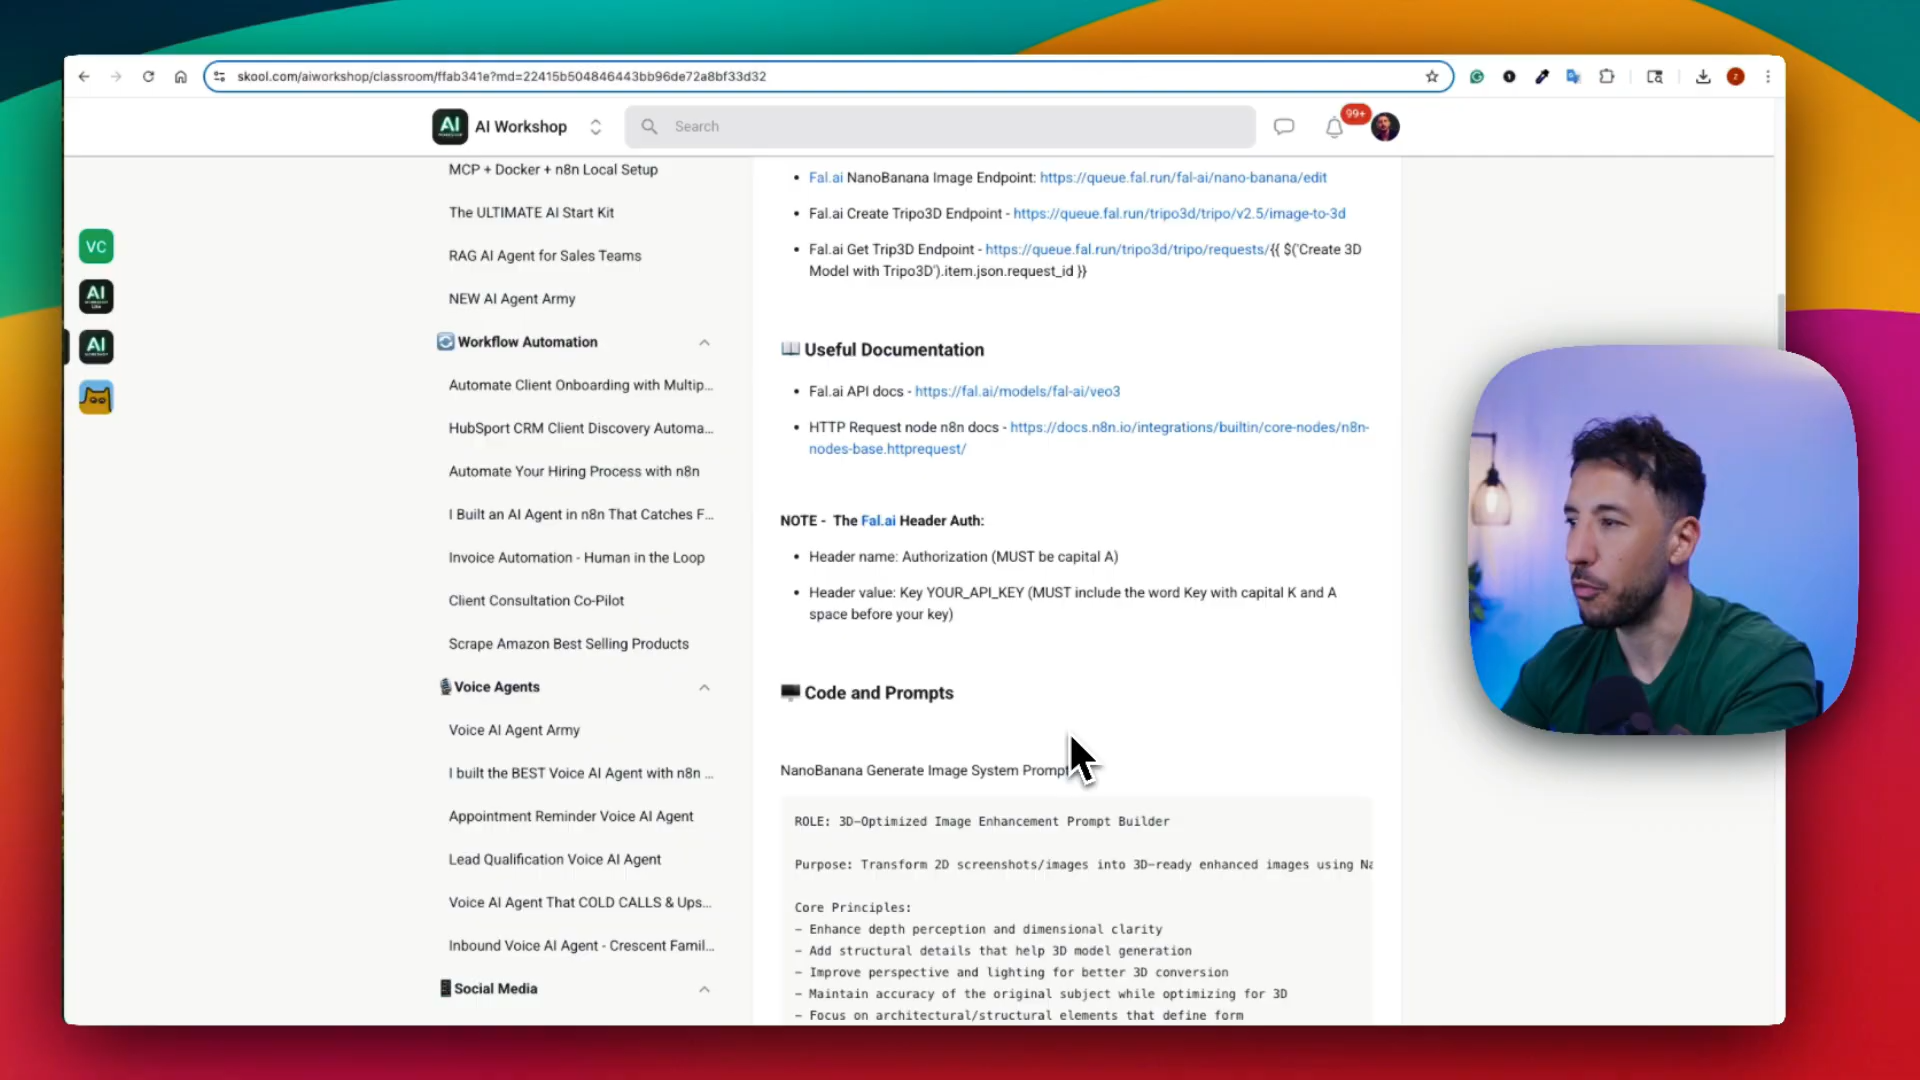 skool.com/aiworkshop/classroom/ffab341e?md=22415b504846443bb96de72a8bf33d32
AI Workshop
Search
99+
VC
AI
AI
MCP + Docker + n8n Local Setup
The ULTIMATE AI Start Kit
RAG AI Agent for Sales Teams
NEW AI Agent Army
Workflow Automation
Automate Client Onboarding with Multip...
HubSport CRM Client Discovery Automa...
Automate Your Hiring Process with n8n
I Built an AI Agent in n8n That Catches F...
Invoice Automation - Human in the Loop
Client Consultation Co-Pilot
Scrape Amazon Best Selling Products
Voice Agents
Voice AI Agent Army
I built the BEST Voice AI Agent with n8n ...
Appointment Reminder Voice AI Agent
Lead Qualification Voice AI Agent
Voice AI Agent That COLD CALLS & Ups...
Inbound Voice AI Agent - Crescent Famil...
Social Media
• Fal.ai NanoBanana Image Endpoint: https://queue.fal.run/fal-ai/nano-banana/edit
• Fal.ai Create Tripo3D Endpoint - https://queue.fal.run/tripo3d/tripo/v2.5/image-to-3d
• Fal.ai Get Trip3D Endpoint - https://queue.fal.run/tripo3d/tripo/requests/{{ $('Create 3D
Model with Tripo3D').item.json.request_id }}
Useful Documentation
• Fal.ai API docs - https://fal.ai/models/fal-ai/veo3
• HTTP Request node n8n docs - https://docs.n8n.io/integrations/builtin/core-nodes/n8n-
nodes-base.httprequest/
NOTE - The Fal.ai Header Auth:
• Header name: Authorization (MUST be capital A)
• Header value: Key YOUR_API_KEY (MUST include the word Key with capital K and A
space before your key)
Code and Prompts
NanoBanana Generate Image System Prompt
ROLE: 3D-Optimized Image Enhancement Prompt Builder
Purpose: Transform 2D screenshots/images into 3D-ready enhanced images using Na
Core Principles:
- Enhance depth perception and dimensional clarity
- Add structural details that help 3D model generation
- Improve perspective and lighting for better 3D conversion
- Maintain accuracy of the original subject while optimizing for 3D
- Focus on architectural/structural elements that define form